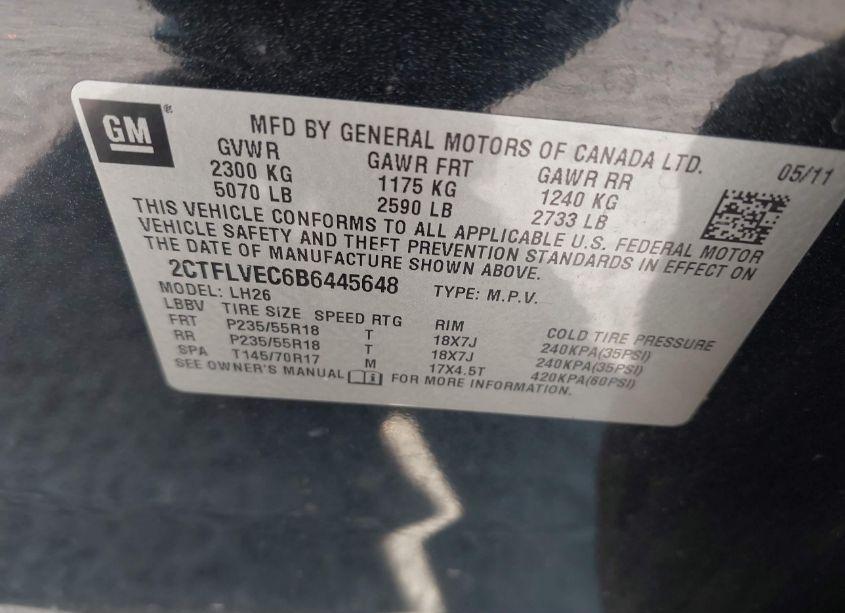 GM ®
MFD BY GENERAL MOTORS OF CANADA LTD.
GVWR GAWR FRT GAWR RR 05/11
2300 KG 1175 KG 1240 KG
5070 LB 2590 LB 2733 LB
THIS VEHICLE CONFORMS TO ALL APPLICABLE U.S. FEDERAL MOTOR
VEHICLE SAFETY AND THEFT PREVENTION STANDARDS IN EFFECT ON
THE DATE OF MANUFACTURE SHOWN ABOVE.
2CTFLVEC6B6445648 TYPE: M.P.V.
MODEL: LH26
LBBV TIRE SIZE SPEED RTG RIM COLD TIRE PRESSURE
FRT P235/55R18 T 18X7J 240KPA(35PSI)
RR P235/55R18 T 18X7J 240KPA(35PSI)
SPA T145/70R17 M 17X4.5T 420KPA(60PSI)
SEE OWNER'S MANUAL FOR MORE INFORMATION.